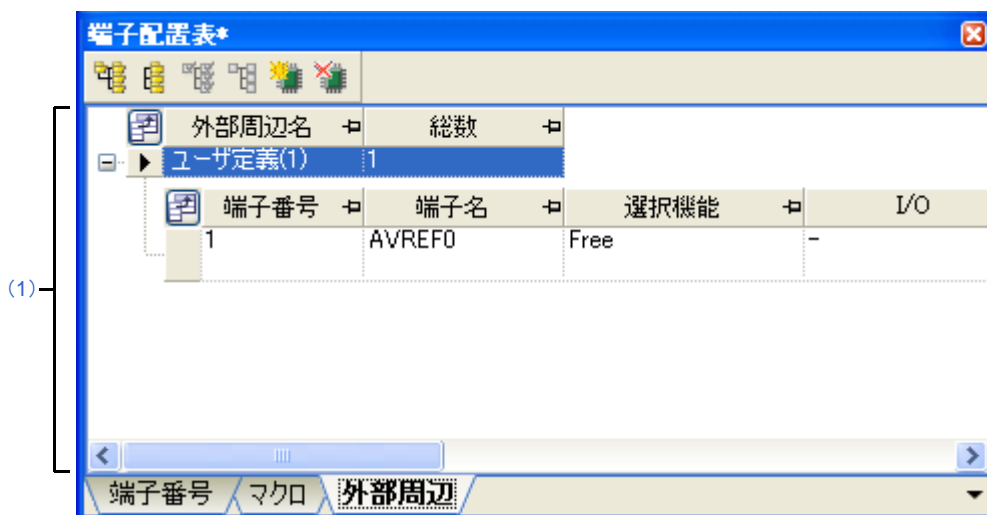 端子配置表*
外部周辺名 総数
ユーザ定義(1) 1
端子番号 端子名 選択機能 I/O
1 AVREF0 Free -
(1)
端子番号 マクロ 外部周辺